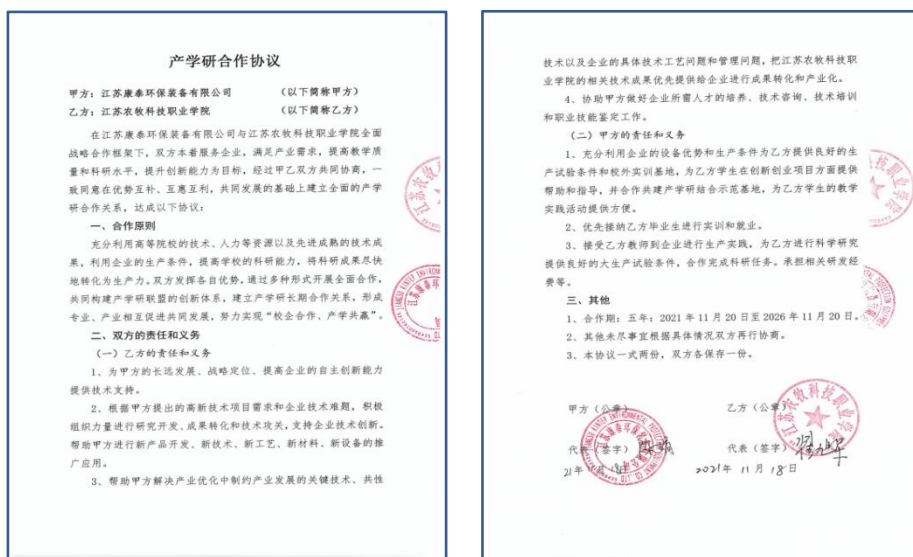 产学研合作协议
甲方：江苏康泰环保装备有限公司 （以下简称甲方）
乙方：江苏农牧科技职业学院 （以下简称乙方）
在江苏康泰环保装备有限公司与江苏农牧科技职业学院全面
战略合作框架下，双方本着服务企业，满足产业需求，提高教学质
量和科研水平，提升创新能力为目标，经过甲乙双方共同协商，一
致同意在优势互补、互惠互利，共同发展的基础上建立全面的产学
研合作关系，达成以下协议：
一、合作原则
充分利用高等院校的技术、人力等资源以及先进成熟的技术成
果，利用企业的生产条件，提高学校的科研能力，将科研成果尽快
地转化为生产力。双方发挥各自优势，通过多种形式开展全面合作，
共同构建产学研联盟的创新体系，建立产学研长期合作关系，形成
专业、产业相互促进共同发展，努力实现“校企合作、产学共赢”。
二、双方的责任和义务
（一）乙方的责任和义务
1、为甲方的长远发展、战略定位、提高企业的自主创新能力
提供技术支持。
2、根据甲方提出的高新技术项目需求和企业技术难题，积极
组织力量进行研究开发、成果转化和技术攻关，支持企业技术创新。
帮助甲方进行新产品开发、新技术、新工艺、新材料、新设备的推
广应用。
3、帮助甲方解决产业优化中制约产业发展的关键技术、共性
技术以及企业的具体技术工艺问题和管理问题，把江苏农牧科技职
业学院的相关技术成果优先提供给企业进行成果转化和产业化。
4、协助甲方做好企业所需人才的培养、技术咨询、技术培训
和职业技能鉴定工作。
（二）甲方的责任和义务
1、充分利用企业的设备优势和生产条件为乙方提供良好的生
产试验条件和校外实训基地，为乙方学生在创新创业项目方面提供
帮助和指导，并合作共建产学研结合示范基地，为乙方学生的教学
实践活动提供方便。
2、优先接纳乙方毕业生进行实训和就业。
3、接受乙方教师到企业进行生产实践，为乙方进行科学研究
提供良好的大生产试验条件，合作完成科研任务。承担相关研发经
费等。
三、其他
1、合作期：五年：2021年11月20日至2026年11月20日。
2、其他未尽事宜根据具体情况双方再行协商。
3、本协议一式两份，双方各保存一份。
甲方（公章） 乙方（公章）
江苏农牧科技职业学院
代表（签字） 代表（签字）
21年 月18日 2021年11月18日